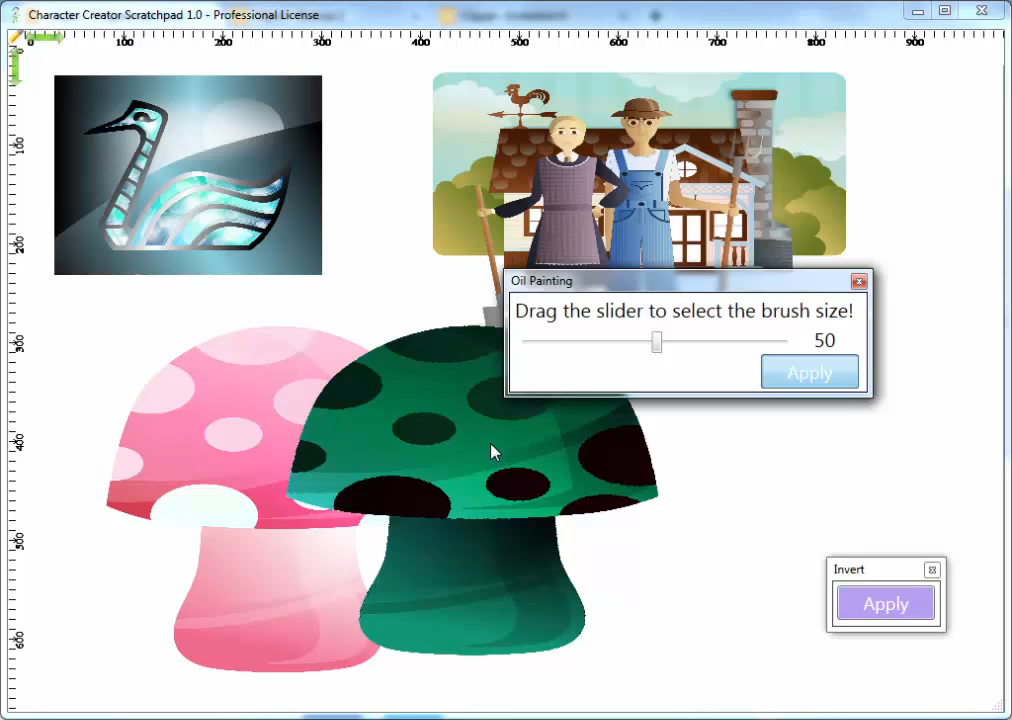 Character Creator Scratchpad 1.0 - Professional License
0 100 200 300 400 500 600 700 800 900
0
100
200
Oil Painting
Drag the slider to select the brush size!
300
50
Apply
400
500
Invert
Apply
600